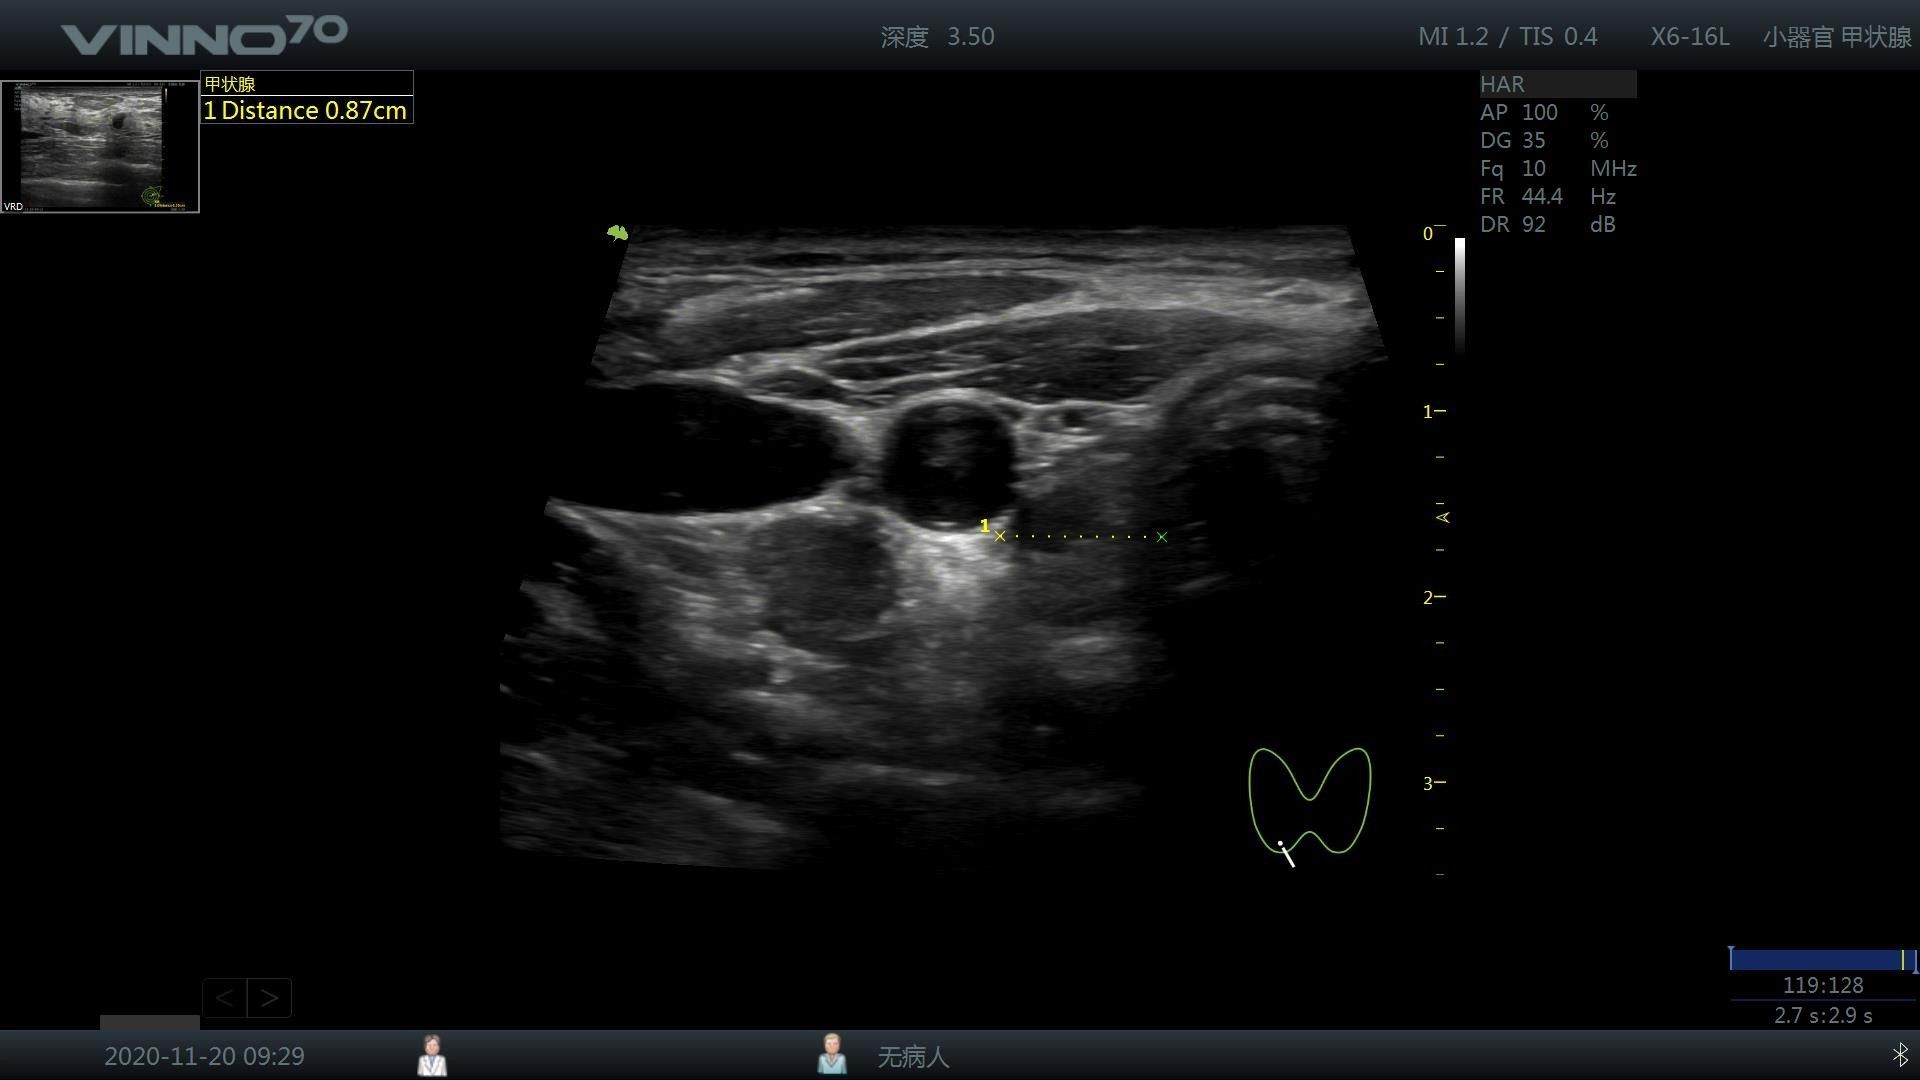 VINNO 70
深度 3.50
MI 1.2 / TIS 0.4
X6-16L
小器官 甲状腺
甲状腺
1 Distance 0.87cm
VRD
HAR
AP 100 %
DG 35 %
Fq 10 MHz
FR 44.4 Hz
DR 92 dB
0
1
1
2
3
< >
119:128
2.7 s:2.9 s
2020-11-20 09:29
无病人